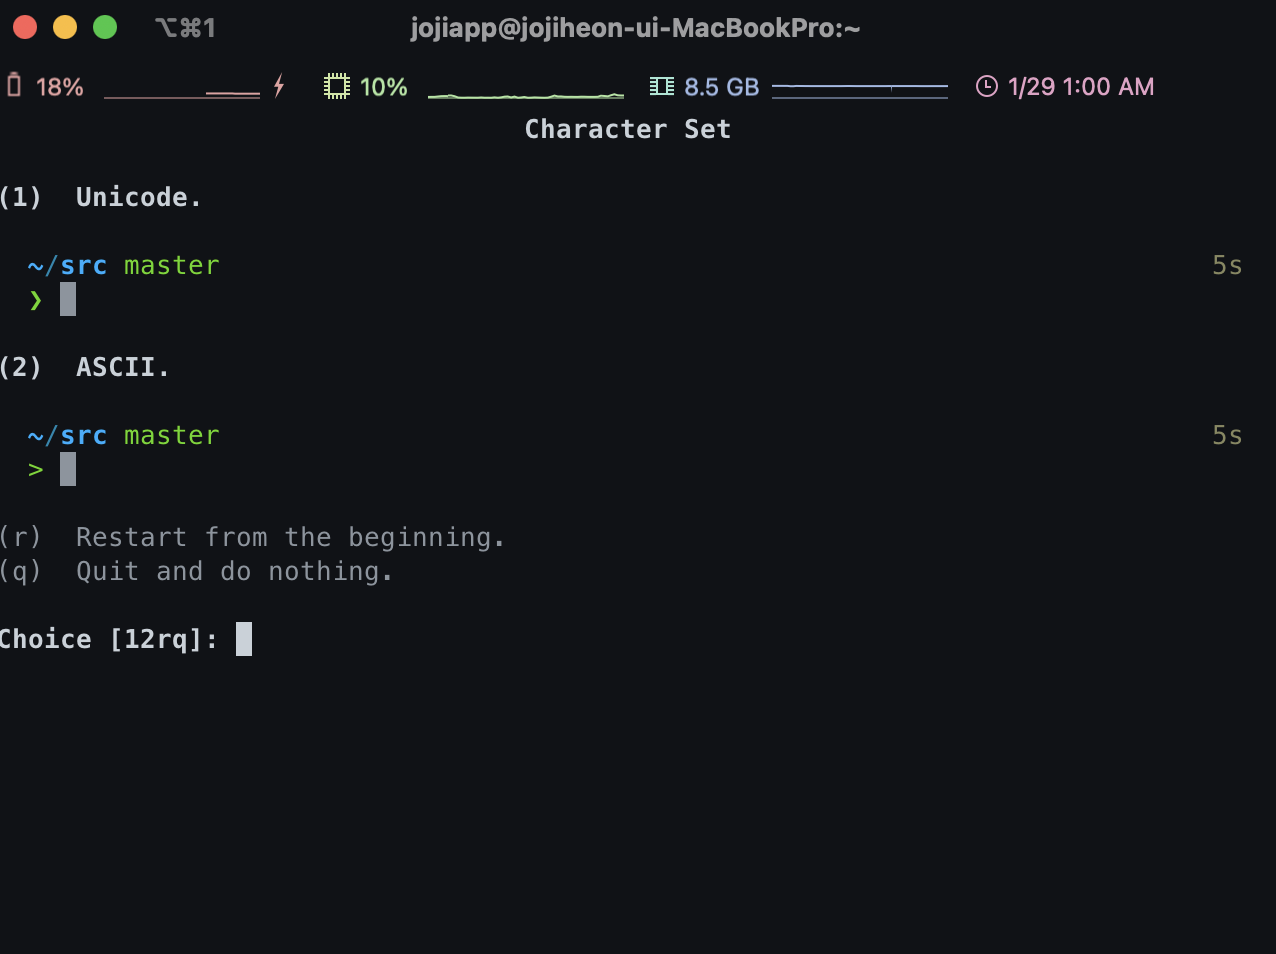 ⌥⌘1 jojiapp@jojiheon-ui-MacBookPro:~
18% 10% 8.5 GB 1/29 1:00 AM
Character Set
(1) Unicode.
~/src master 5s
❯
(2) ASCII.
~/src master 5s
>
(r) Restart from the beginning.
(q) Quit and do nothing.
Choice [12rq]: